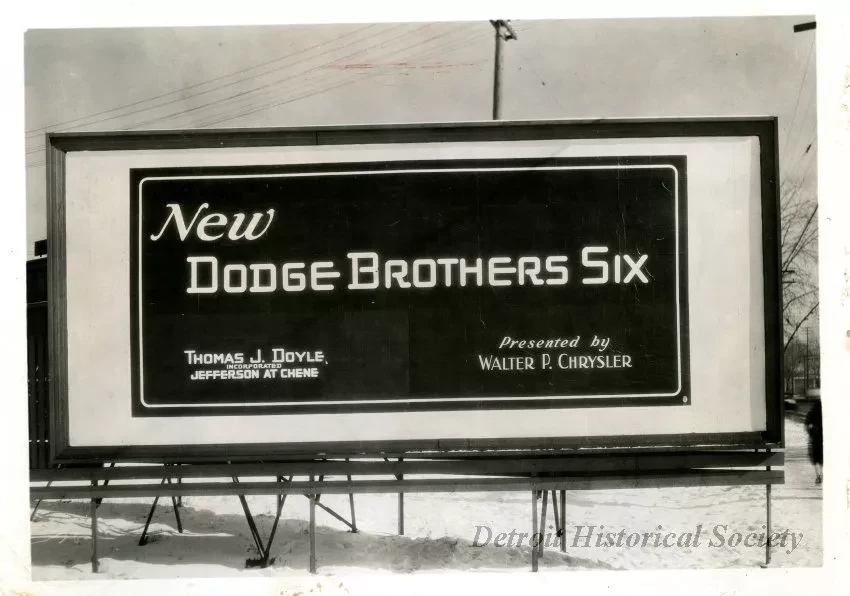 New
DODGE BROTHERS SIX
THOMAS J. DOYLE,
INCORPORATED
JEFFERSON AT CHENE
Presented by
WALTER P. CHRYSLER
Detroit Historical Society